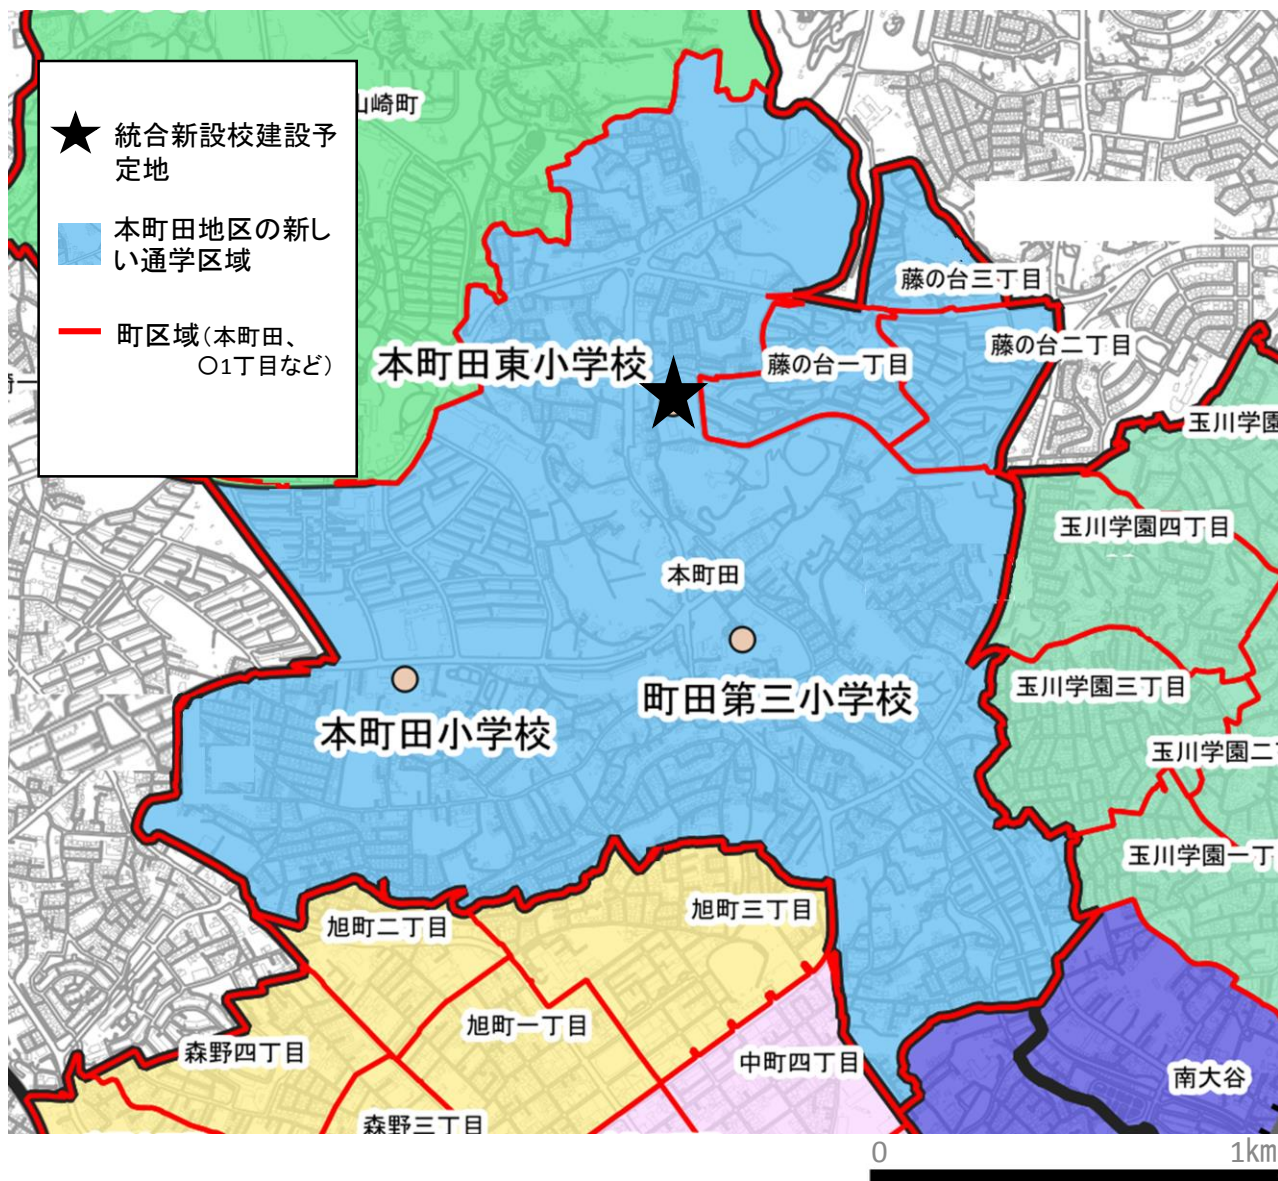 山崎町
統合新設校建設予
定地
本町田地区の新し
い通学区域
町区域(本町田、
〇1丁目など)
藤の台三丁目
藤の台二丁目
藤の台一丁目
本町田東小学校
玉川学園
玉川学園四丁目
本町田
玉川学園三丁目
町田第三小学校
本町田小学校
玉川学園二
玉川学園一丁
旭町三丁目
旭町二丁目
旭町一丁目
森野四丁目
中町四丁目
南大谷
森野三丁目
0 1km